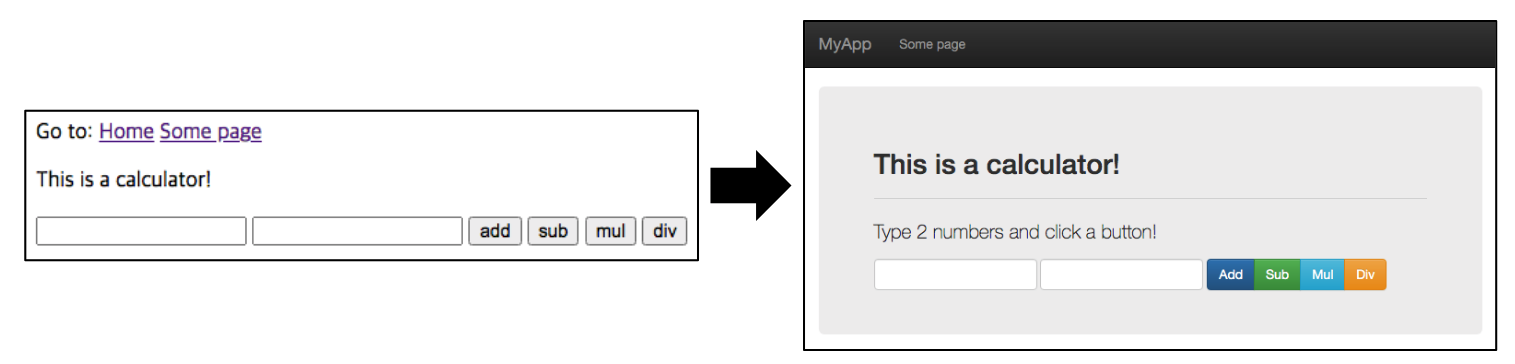 Go to: Home Some page
This is a calculator!
add sub mul div
MyApp Some page
This is a calculator!
Type 2 numbers and click a button!
Add Sub Mul Div